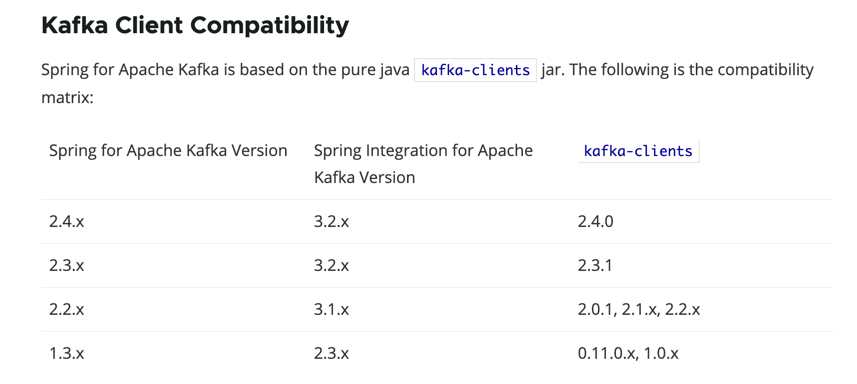 Kafka Client Compatibility
Spring for Apache Kafka is based on the pure java kafka-clients jar. The following is the compatibility
matrix:
Spring for Apache Kafka Version Spring Integration for Apache Kafka Version kafka-clients
2.4.x 3.2.x 2.4.0
2.3.x 3.2.x 2.3.1
2.2.x 3.1.x 2.0.1, 2.1.x, 2.2.x
1.3.x 2.3.x 0.11.0.x, 1.0.x